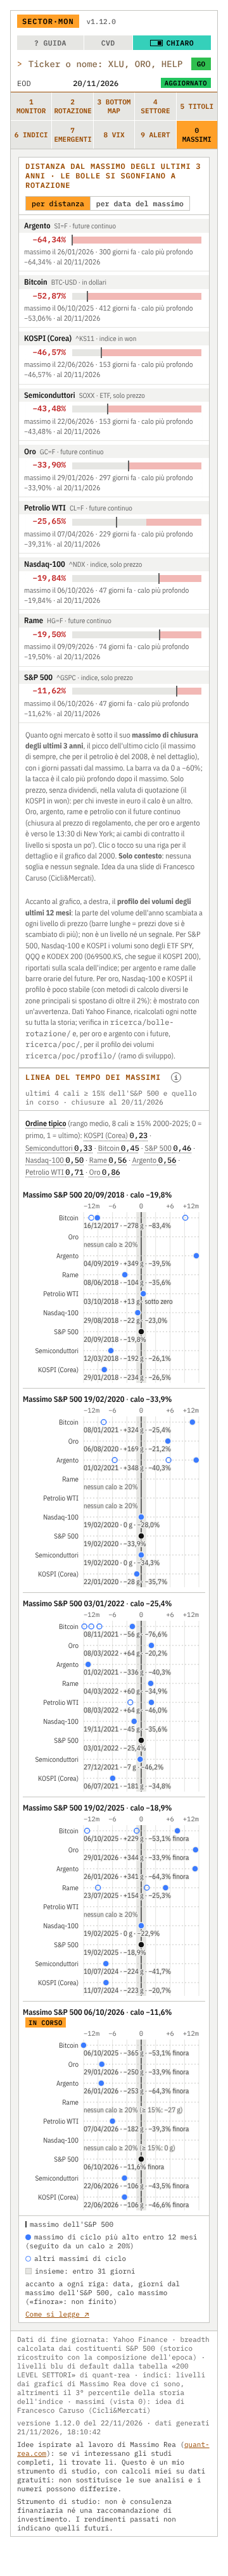 SECTOR-MON v1.12.0
? GUIDA CVD CHIARO
> Ticker o nome: XLU, ORO, HELP GO
EOD 20/11/2026 AGGIORNATO
1 MONITOR
2 ROTAZIONE
3 BOTTOM MAP
4 SETTORE
5 TITOLI
6 INDICI
7 EMERGENTI
8 VIX
9 ALERT
0 MASSIMI
DISTANZA DAL MASSIMO DEGLI ULTIMI 3
ANNI · LE BOLLE SI SGONFIANO A
ROTAZIONE
per distanza per data del massimo
Argento SI=F · future continuo
−64,34%
massimo il 26/01/2026 · 300 giorni fa · calo più profondo
−64,34% · al 20/11/2026
Bitcoin BTC-USD · in dollari
−52,87%
massimo il 06/10/2025 · 412 giorni fa · calo più profondo
−53,06% · al 20/11/2026
KOSPI (Corea) ^KS11 · indice in won
−46,57%
massimo il 22/06/2026 · 153 giorni fa · calo più profondo
−46,57% · al 20/11/2026
Semiconduttori SOXX · ETF, solo prezzo
−43,48%
massimo il 22/06/2026 · 153 giorni fa · calo più profondo
−43,48% · al 20/11/2026
Oro GC=F · future continuo
−33,90%
massimo il 29/01/2026 · 297 giorni fa · calo più profondo
−33,90% · al 20/11/2026
Petrolio WTI CL=F · future continuo
−25,65%
massimo il 07/04/2026 · 229 giorni fa · calo più profondo
−39,31% · al 20/11/2026
Nasdaq-100 ^NDX · indice, solo prezzo
−19,84%
massimo il 06/10/2026 · 47 giorni fa · calo più profondo
−19,84% · al 20/11/2026
Rame HG=F · future continuo
−19,50%
massimo il 09/09/2026 · 74 giorni fa · calo più profondo
−19,50% · al 20/11/2026
S&P 500 ^GSPC · indice, solo prezzo
−11,62%
massimo il 06/10/2026 · 47 giorni fa · calo più profondo
−11,62% · al 20/11/2026
Quanto ogni mercato è sotto il suo massimo di chiusura
degli ultimi 3 anni, il picco dell'ultimo ciclo (il massimo
di sempre, che per il petrolio è del 2008, è nel dettaglio),
con i giorni passati dal massimo. La barra va da 0 a −60%;
la tacca è la più profondo dopo il massimo. Solo
prezzo, senza dividendi, nella valuta di quotazione (il
KOSPI in won): per chi investe in euro il calo è un altro.
Oro, argento, rame e petrolio con il future continuo
(chiusura al prezzo di regolamento, che per oro e argento
è verso le 13:30 di New York; ai cambi di contratto il
livello si sposta un po'). Clic o tocco su una riga per il
dettaglio e il grafico dal 2000. Solo contesto: nessuna
soglia e nessun segnale. Idea da una slide di Francesco
Caruso (Cicli&Mercati).
Accanto al grafico, a destra, il profilo dei volumi degli
ultimi 12 mesi: la parte del volume dell'anno scambiata a
ogni livello di prezzo (barre lunghe = prezzi dove si è
scambiato di più); non un livello né un segnale. Per S&P
500, Nasdaq-100 e KOSPI i volumi sono degli ETF SPY,
QQQ e KODEX 200 (069500.KS, che segue il KOSPI 200),
riportati sulla scala dell'indice; per argento e rame dalle
barre orarie del future. Per oro, Nasdaq-100 e KOSPI il
profilo è poco stabile (con metodi di calcolo diversi le
zone principali si spostano di oltre il 2%): è mostrato con
un'avvertenza. Dati Yahoo Finance, ricalcolati ogni notte
su tutta la storia; verifica in ricerca/bolle-
rotazione/ e, per oro e argento con il future,
ricerca/poc/, per il profilo dei volumi
ricerca/poc/profilo/ (ramo di sviluppo).
LINEA DEL TEMPO DEI MASSIMI i
ultimi 4 cali ≥ 15% dell'S&P 500 e quello
in corso · chiusure al 20/11/2026
Ordine tipico (rango medio, 8 cali ≥ 15% 2000-2025; 0 =
primo, 1 = ultimo): KOSPI (Corea) 0,23 ·
Semiconduttori 0,33 · Bitcoin 0,45 · S&P 500 0,46 ·
Nasdaq-100 0,50 · Rame 0,56 · Argento 0,56 ·
Petrolio WTI 0,71 · Oro 0,86
Massimo S&P 500 20/09/2018 · calo −19,8%
−12m −6 0 +6 +12m
Bitcoin
16/12/2017 · −278 g · −83,4%
Oro
nessun calo ≥ 20%
Argento
04/09/2019 · +349 g · −39,5%
Rame
08/06/2018 · −104 g · −35,6%
Petrolio WTI
03/10/2018 · +13 g · sotto zero
Nasdaq-100
29/08/2018 · −22 g · −23,0%
S&P 500
20/09/2018 · −19,8%
Semiconduttori
12/03/2018 · −192 g · −26,1%
KOSPI (Corea)
29/01/2018 · −234 g · −26,5%
Massimo S&P 500 19/02/2020 · calo −33,9%
−12m −6 0 +6 +12m
Bitcoin
08/01/2021 · +324 g · −25,4%
Oro
06/08/2020 · +169 g · −21,2%
Argento
01/02/2021 · +348 g · −40,3%
Rame
nessun calo ≥ 20%
Petrolio WTI
nessun calo ≥ 20%
Nasdaq-100
19/02/2020 · 0 g · −28,0%
S&P 500
19/02/2020 · −33,9%
Semiconduttori
19/02/2020 · 0 g · −34,3%
KOSPI (Corea)
22/01/2020 · −28 g · −35,7%
Massimo S&P 500 03/01/2022 · calo −25,4%
−12m −6 0 +6 +12m
Bitcoin
08/11/2021 · −56 g · −76,6%
Oro
08/03/2022 · +64 g · −20,2%
Argento
01/02/2021 · −336 g · −40,3%
Rame
04/03/2022 · +60 g · −34,9%
Petrolio WTI
08/03/2022 · +64 g · −46,0%
Nasdaq-100
19/11/2021 · −45 g · −35,6%
S&P 500
03/01/2022 · −25,4%
Semiconduttori
27/12/2021 · −7 g · −46,2%
KOSPI (Corea)
06/07/2021 · −181 g · −34,8%
Massimo S&P 500 19/02/2025 · calo −18,9%
−12m −6 0 +6 +12m
Bitcoin
06/10/2025 · +229 g · −53,1% finora
Oro
29/01/2026 · +344 g · −33,9% finora
Argento
26/01/2026 · +341 g · −64,3% finora
Rame
23/07/2025 · +154 g · −25,3%
Petrolio WTI
nessun calo ≥ 20%
Nasdaq-100
19/02/2025 · 0 g · −22,9%
S&P 500
19/02/2025 · −18,9%
Semiconduttori
10/07/2024 · −224 g · −41,7%
KOSPI (Corea)
11/07/2024 · −223 g · −20,7%
Massimo S&P 500 06/10/2026 · calo −11,6%
IN CORSO
−12m −6 0 +6 +12m
Bitcoin
06/10/2025 · −365 g · −53,1% finora
Oro
29/01/2026 · −250 g · −33,9% finora
Argento
26/01/2026 · −253 g · −64,3% finora
Rame
nessun calo ≥ 20% (≥ 15%: −27 g)
Petrolio WTI
07/04/2026 · −182 g · −39,3% finora
Nasdaq-100
nessun calo ≥ 20% (≥ 15%: 0 g)
S&P 500
06/10/2026 · −11,6% finora
Semiconduttori
22/06/2026 · −106 g · −43,5% finora
KOSPI (Corea)
22/06/2026 · −106 g · −46,6% finora
massimo dell'S&P 500
massimo di ciclo più alto entro 12 mesi
(seguito da un calo ≥ 20%)
altri massimi di ciclo
insieme: entro 31 giorni
accanto a ogni riga: data, giorni dal
massimo dell'S&P 500, calo massimo
(«finora»: non finito)
Come si legge ↗
Dati di fine giornata: Yahoo Finance · breadth
calcolata dai costituenti S&P 500 (storico
ricostruito con la composizione dell'epoca) ·
livelli blu di default dalla tabella «200
LEVEL SETTORI» di quant-rea · indici: livelli
dai grafici di Massimo Rea dove ci sono,
altrimenti il 3° percentile della storia
dell'indice · massimi (vista 0): idea di
Francesco Caruso (Cicli&Mercati)
versione 1.12.0 del 22/11/2026 · dati generati
21/11/2026, 18:10:42
Idee ispirate al lavoro di Massimo Rea (quant-
rea.com): se vi interessano gli studi
completi, li trovate lì. Questo è un mio
strumento di studio, con calcoli miei su dati
gratuiti: non sostituisce le sue analisi e i
numeri possono differire.
Strumento di studio: non è consulenza
finanziaria né una raccomandazione di
investimento. I rendimenti passati non
indicano quelli futuri.